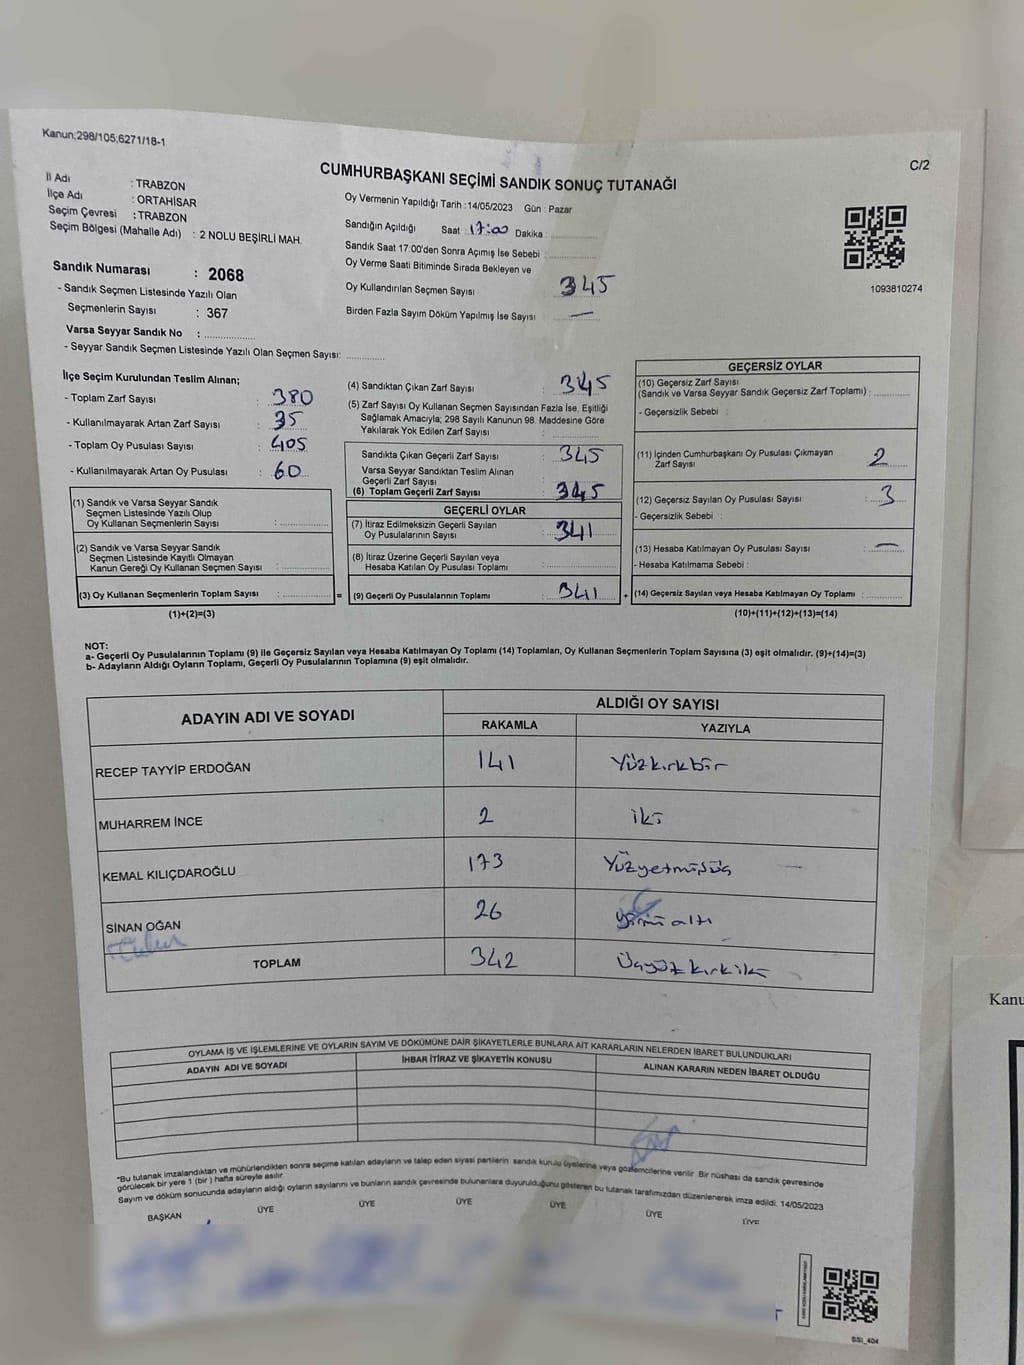 Kanun;298/105;6271/18-1
C/2
CUMHURBAŞKANI SEÇİMİ SANDIK SONUÇ TUTANAĞI
İl Adı : TRABZON
İlçe Adı : ORTAHİSAR
Seçim Çevresi : TRABZON
Seçim Bölgesi (Mahalle Adı) : 2 NOLU BEŞİRLİ MAH.
Sandık Numarası : 2068
- Sandık Seçmen Listesinde Yazılı Olan
Seçmenlerin Sayısı : 367
Varsa Seyyar Sandık No : ................
- Seyyar Sandık Seçmen Listesinde Yazılı Olan Seçmen Sayısı: ............
Oy Vermenin Yapıldığı Tarih : 14/05/2023 Gün : Pazar
Sandığın Açıldığı Saat : 17:00 Dakika : ................
Sandık Saat 17:00'den Sonra Açımış İse Sebebi : ................
Oy Verme Saati Bitiminde Sırada Bekleyen ve
Oy Kullandırılan Seçmen Sayısı 345
Birden Fazla Sayım Döküm Yapılmış İse Sayısı : —
1093810274
İlçe Seçim Kurulundan Teslim Alınan;
- Toplam Zarf Sayısı : 380
- Kullanılmayarak Artan Zarf Sayısı : 35
- Toplam Oy Pusulası Sayısı : 405
- Kullanılmayarak Artan Oy Pusulası : 60
(1) Sandık ve Varsa Seyyar Sandık
Seçmen Listesinde Yazılı Olup
Oy Kullanan Seçmenlerin Sayısı : ................
(2) Sandık ve Varsa Seyyar Sandık
Seçmen Listesinde Kayıtlı Olmayan
Kanun Gereği Oy Kullanan Seçmen Sayısı : ................
(3) Oy Kullanan Seçmenlerin Toplam Sayısı : ................ =
(1)+(2)=(3)
(4) Sandıktan Çıkan Zarf Sayısı : 345
(5) Zarf Sayısı Oy Kullanan Seçmen Sayısından Fazla İse, Eşitliği
Sağlamak Amacıyla; 298 Sayılı Kanunun 98. Maddesine Göre
Yakılarak Yok Edilen Zarf Sayısı : ................
Sandıkta Çıkan Geçerli Zarf Sayısı : 345
Varsa Seyyar Sandıktan Teslim Alınan
Geçerli Zarf Sayısı :
(6) Toplam Geçerli Zarf Sayısı : 345
GEÇERLİ OYLAR
(7) İtiraz Edilmeksizin Geçerli Sayılan
Oy Pusulalarının Sayısı : 341
(8) İtiraz Üzerine Geçerli Sayılan veya
Hesaba Katılan Oy Pusulası Toplamı : ................
(9) Geçerli Oy Pusulalarının Toplamı : 341 +
GEÇERSİZ OYLAR
(10) Geçersiz Zarf Sayısı
(Sandık ve Varsa Seyyar Sandık Geçersiz Zarf Toplamı) : ............
- Geçersizlik Sebebi :
(11) İçinden Cumhurbaşkanı Oy Pusulası Çıkmayan
Zarf Sayısı : 2
(12) Geçersiz Sayılan Oy Pusulası Sayısı : 3
- Geçersizlik Sebebi :
(13) Hesaba Katılmayan Oy Pusulası Sayısı : —
- Hesaba Katılmama Sebebi :
(14) Geçersiz Sayılan veya Hesaba Katılmayan Oy Toplamı : ............
(10)+(11)+(12)+(13)=(14)
NOT:
a- Geçerli Oy Pusulalarının Toplamı (9) ile Geçersiz Sayılan veya Hesaba Katılmayan Oy Toplamı (14) Toplamları, Oy Kullanan Seçmenlerin Toplam Sayısına (3) eşit olmalıdır. (9)+(14)=(3)
b- Adayların Aldığı Oyların Toplamı, Geçerli Oy Pusulalarının Toplamına (9) eşit olmalıdır.
ADAYIN ADI VE SOYADI
ALDIĞI OY SAYISI
RAKAMLA YAZIYLA
RECEP TAYYİP ERDOĞAN 141 Yüzkırkbir
MUHARREM İNCE 2 iki
KEMAL KILIÇDAROĞLU 173 Yüzyetmişüç
SİNAN OĞAN 26 yirmi altı
TOPLAM 342 Üçyüz kırkiki
OYLAMA İŞ VE İŞLEMLERİNE VE OYLARIN SAYIM VE DÖKÜMÜNE DAİR ŞİKAYETLERLE BUNLARA AİT KARARLARIN NELERDEN İBARET BULUNDUKLARI
ADAYIN ADI VE SOYADI İHBAR İTİRAZ VE ŞİKAYETİN KONUSU ALINAN KARARIN NEDEN İBARET OLDUĞU
*Bu tutanak imzalandıktan ve mühürlendikten sonra seçime katılan adayların ve talep eden siyasi partilerin sandık kurulu üyelerine veya gözlemcilerine verilir. Bir nüshası da sandık çevresinde
görülecek bir yere 1 (bir ) hafta süreyle asılır.
Sayım ve döküm sonucunda adayların aldığı oyların sayılarını ve bunların sandık çevresinde bulunanlara duyurulduğunu gösteren bu tutanak tarafımızdan düzenlenerek imza edildi. 14/05/2023
BAŞKAN ÜYE ÜYE ÜYE ÜYE ÜYE ÜYE
SSI_404
Kanu